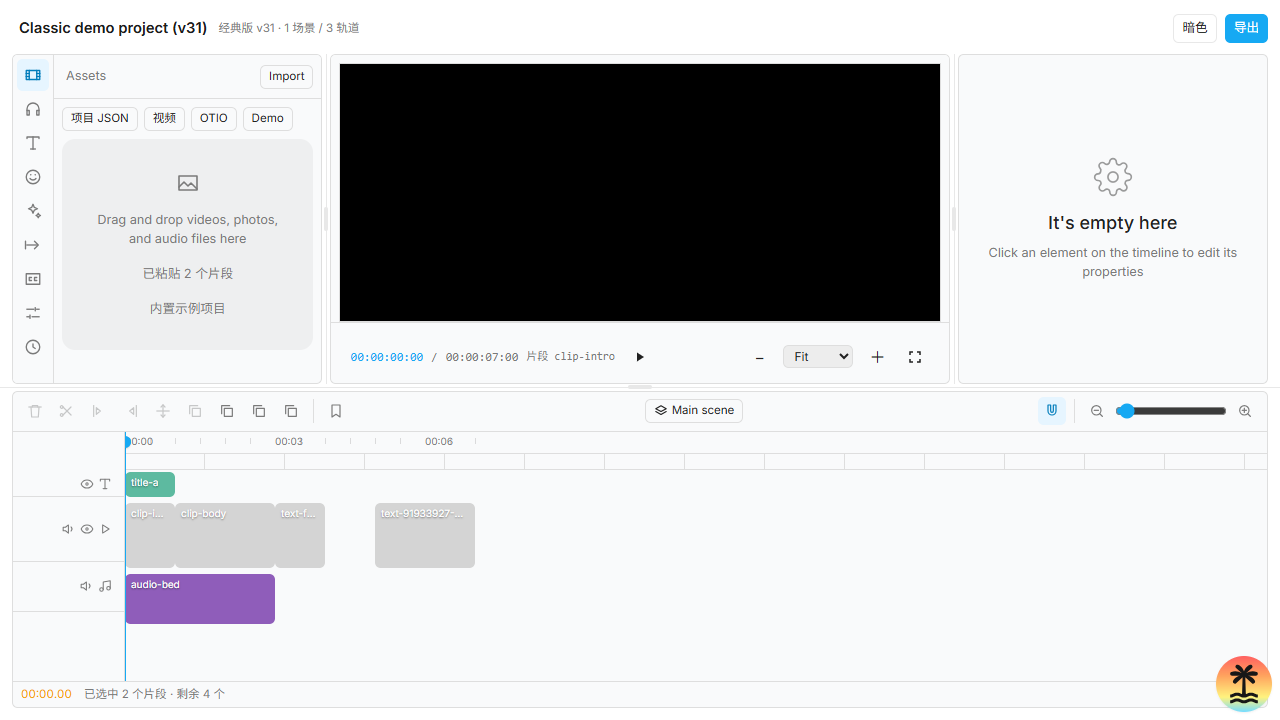 Classic demo project (v31) 经典版 v31 · 1 场景 / 3 轨道
暗色 导出
Assets
Import
项目 JSON 视频 OTIO Demo
Drag and drop videos, photos,
and audio files here
已粘贴 2 个片段
内置示例项目
00:00:00:00 / 00:00:07:00 片段 clip-intro
Fit
It's empty here
Click an element on the timeline to edit its
properties
Main scene
0:00 00:03 00:06
title-a
clip-i... clip-body text-f... text-91933927-...
audio-bed
00:00.00 已选中 2 个片段 · 剩余 4 个